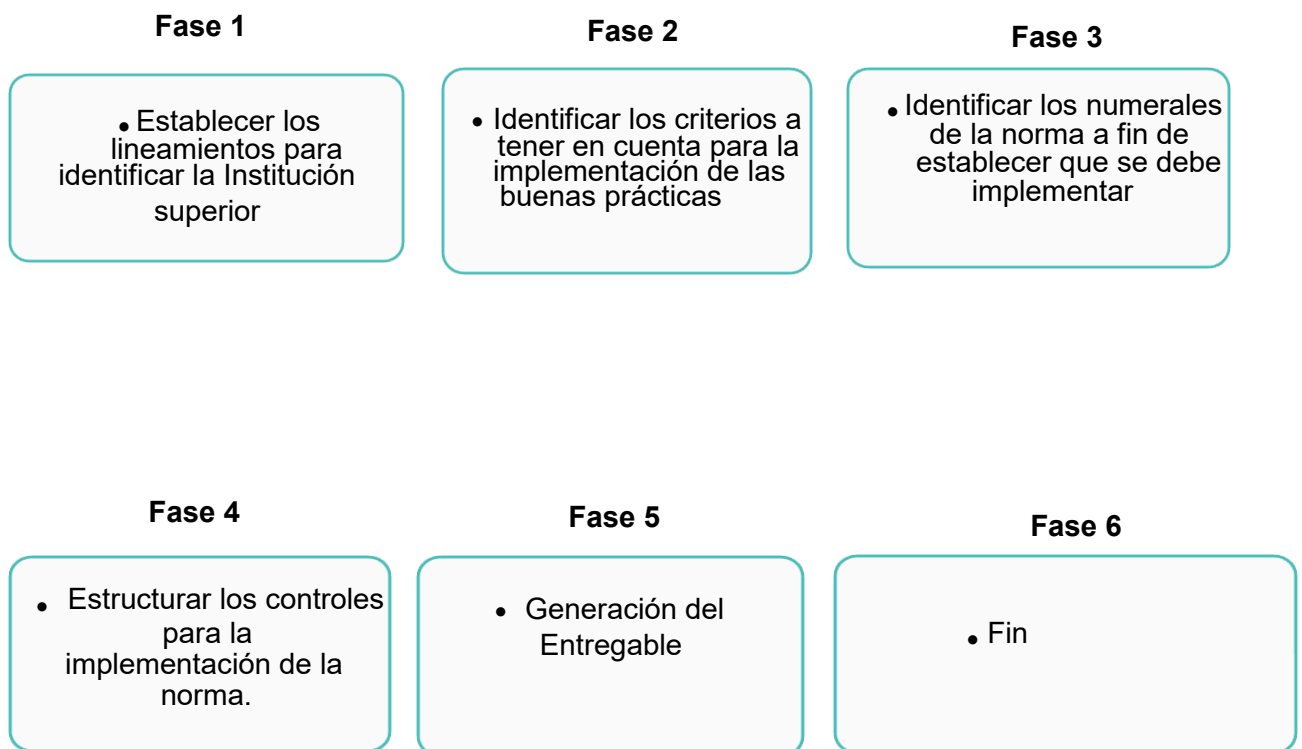 Fase 1
• Establecer los
lineamientos para
identificar la Institución
superior
Fase 2
• Identificar los criterios a
tener en cuenta para la
implementación de las
buenas prácticas
Fase 3
• Identificar los numerales
de la norma a fin de
establecer que se debe
implementar
Fase 4
• Estructurar los controles
para la
implementación de la
norma.
Fase 5
• Generación del
Entregable
Fase 6
• Fin